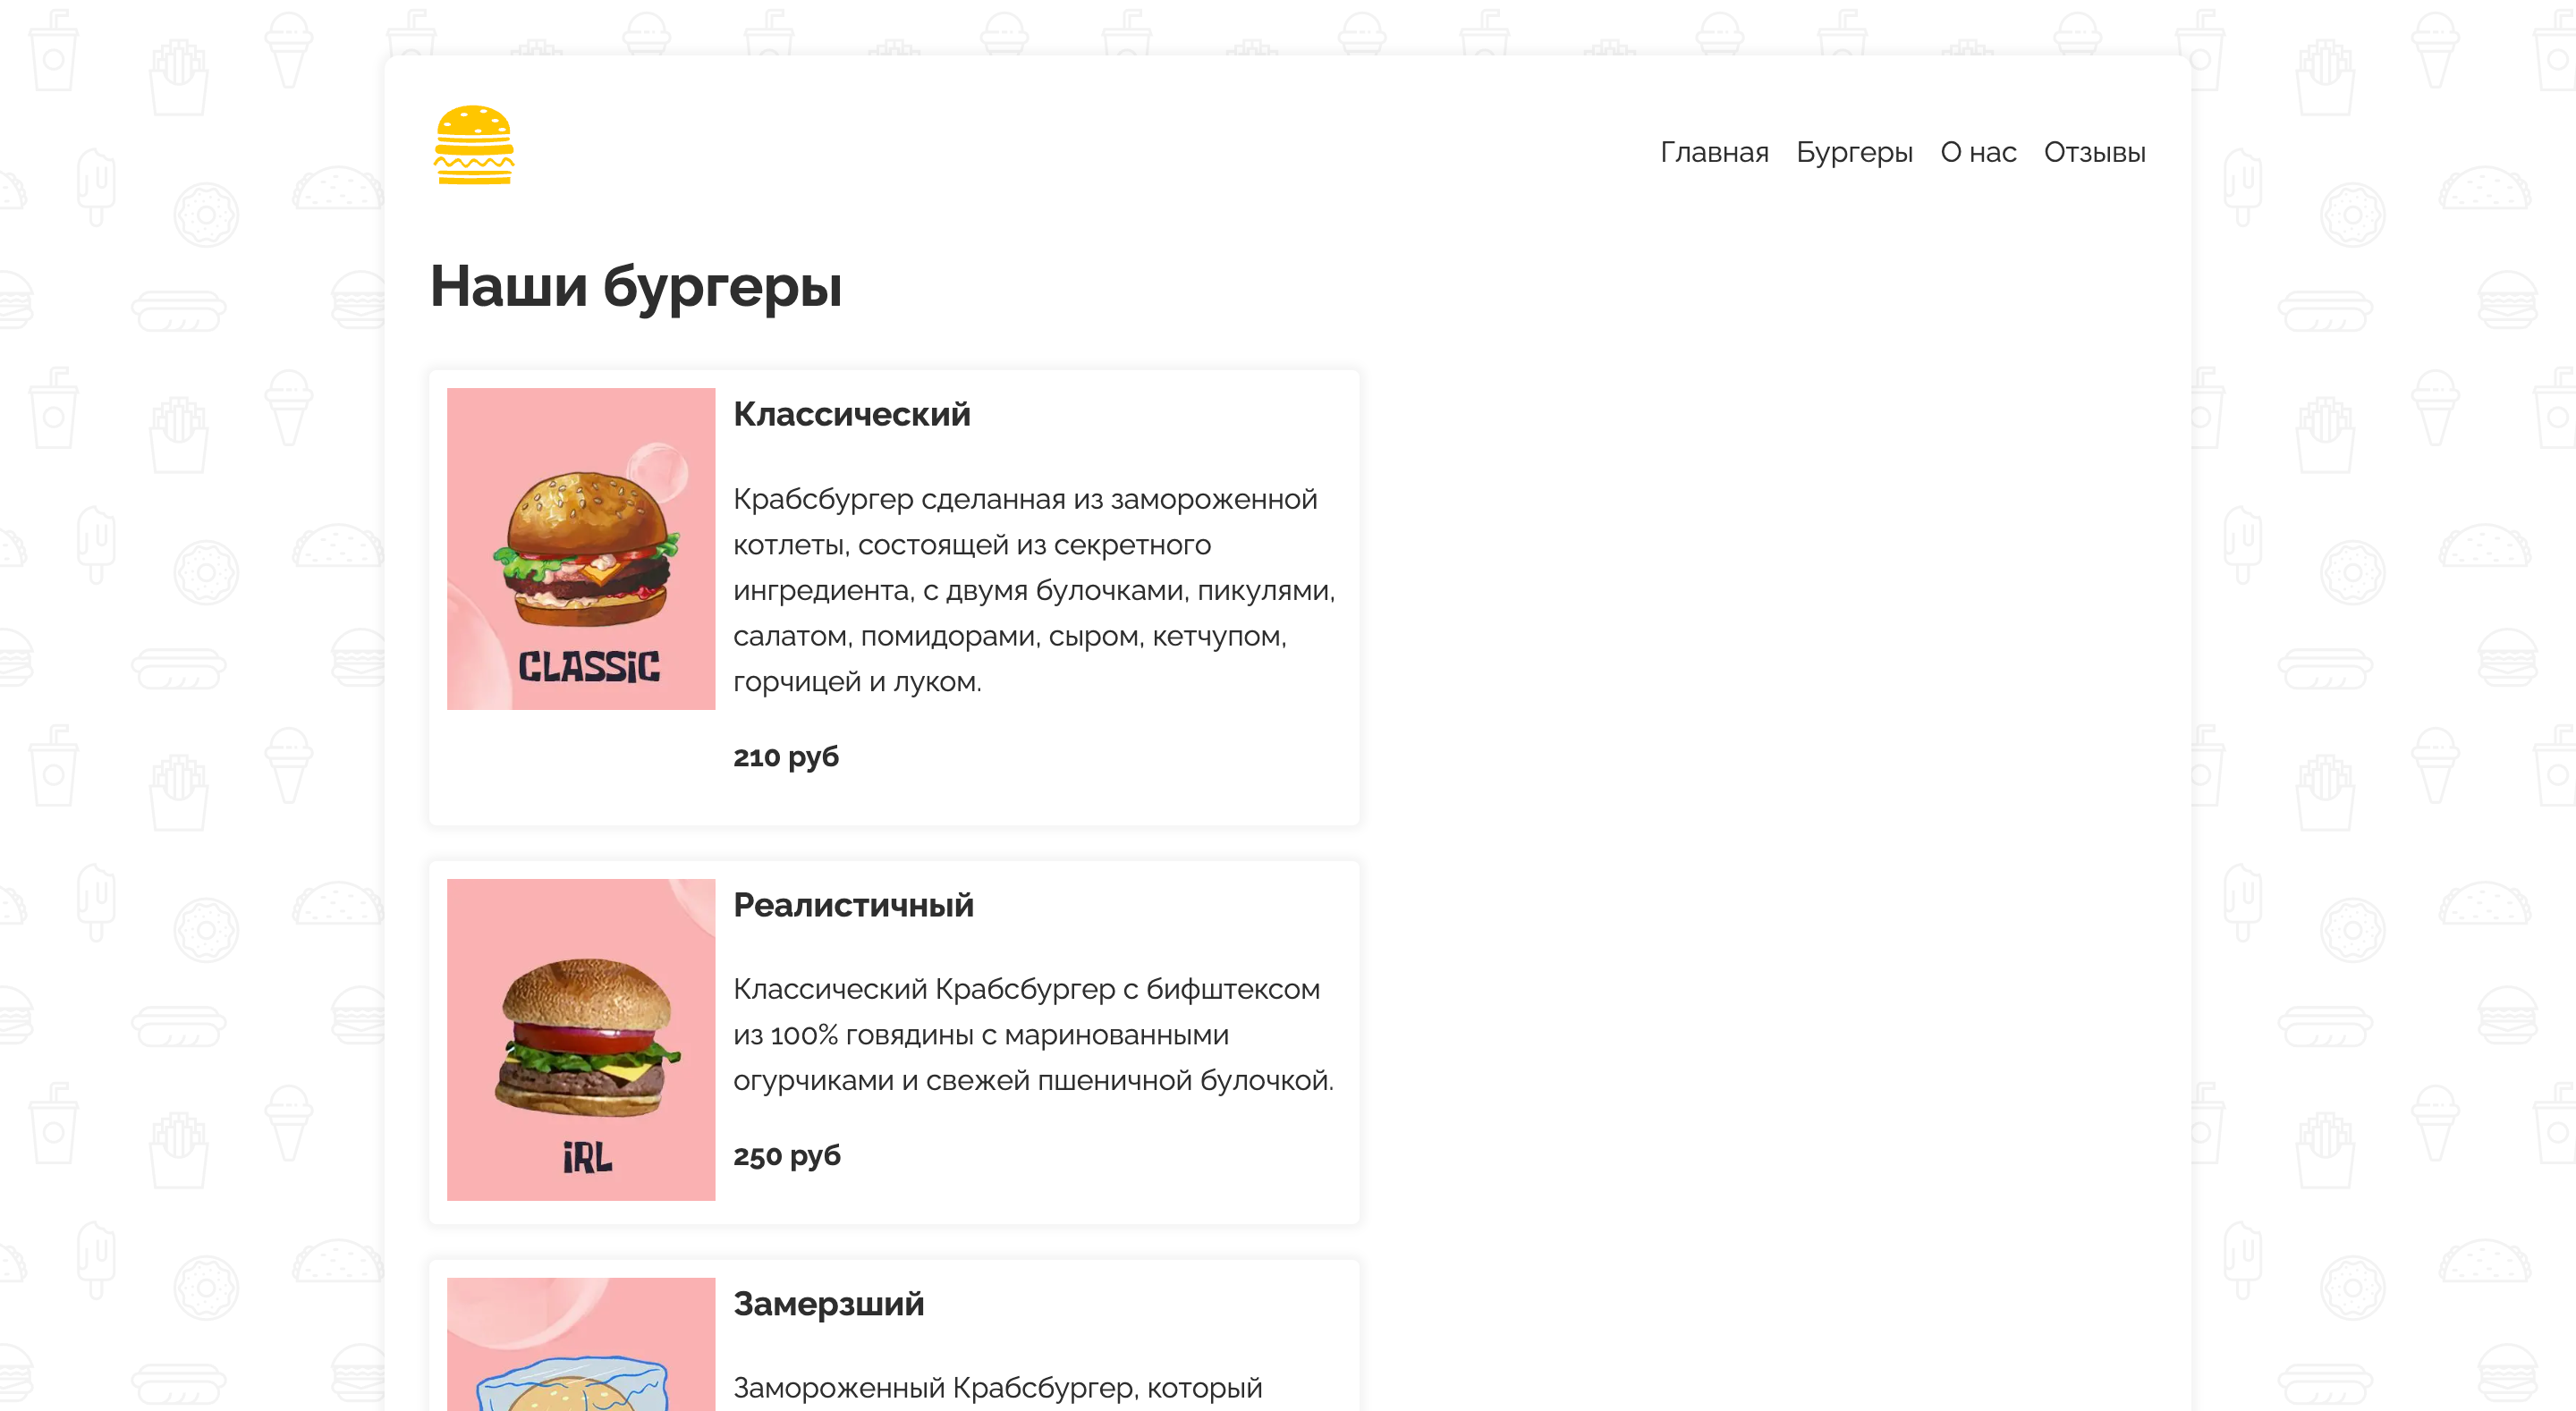 Главная Бургеры О нас Отзывы
Наши бургеры
Классический
Крабсбургер сделанная из замороженной
котлеты, состоящей из секретного
ингредиента, с двумя булочками, пикулями,
салатом, помидорами, сыром, кетчупом,
горчицей и луком.
210 руб
CLASSiC
Реалистичный
Классический Крабсбургер с бифштексом
из 100% говядины с маринованными
огурчиками и свежей пшеничной булочкой.
250 руб
iRL
Замерзший
Замороженный Крабсбургер, который